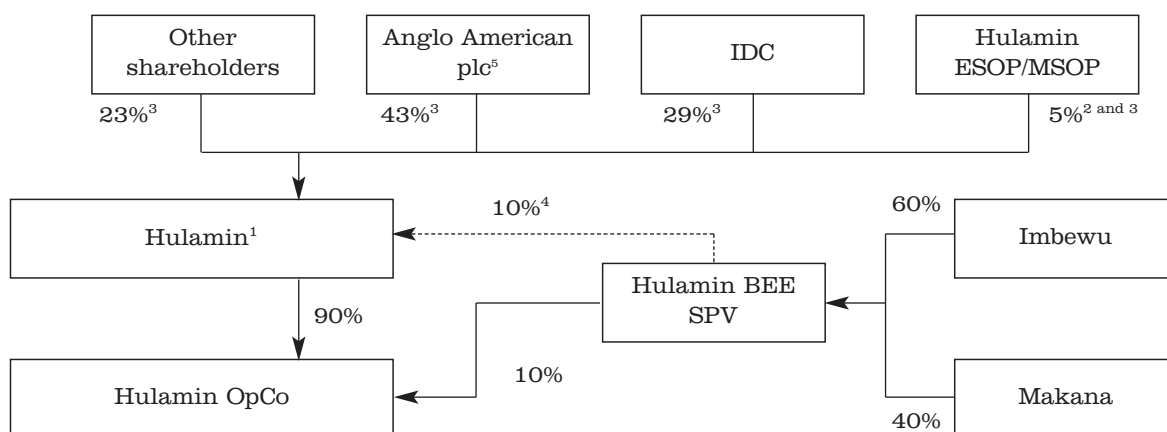 Other
shareholders
Anglo American
plc⁵
IDC
Hulamin
ESOP/MSOP
23%³
43%³
29%³
5%² ᵃⁿᵈ ³
Hulamin¹
10%⁴
60%
Imbewu
Hulamin BEE
SPV
90%
10%
Hulamin OpCo
Makana
40%